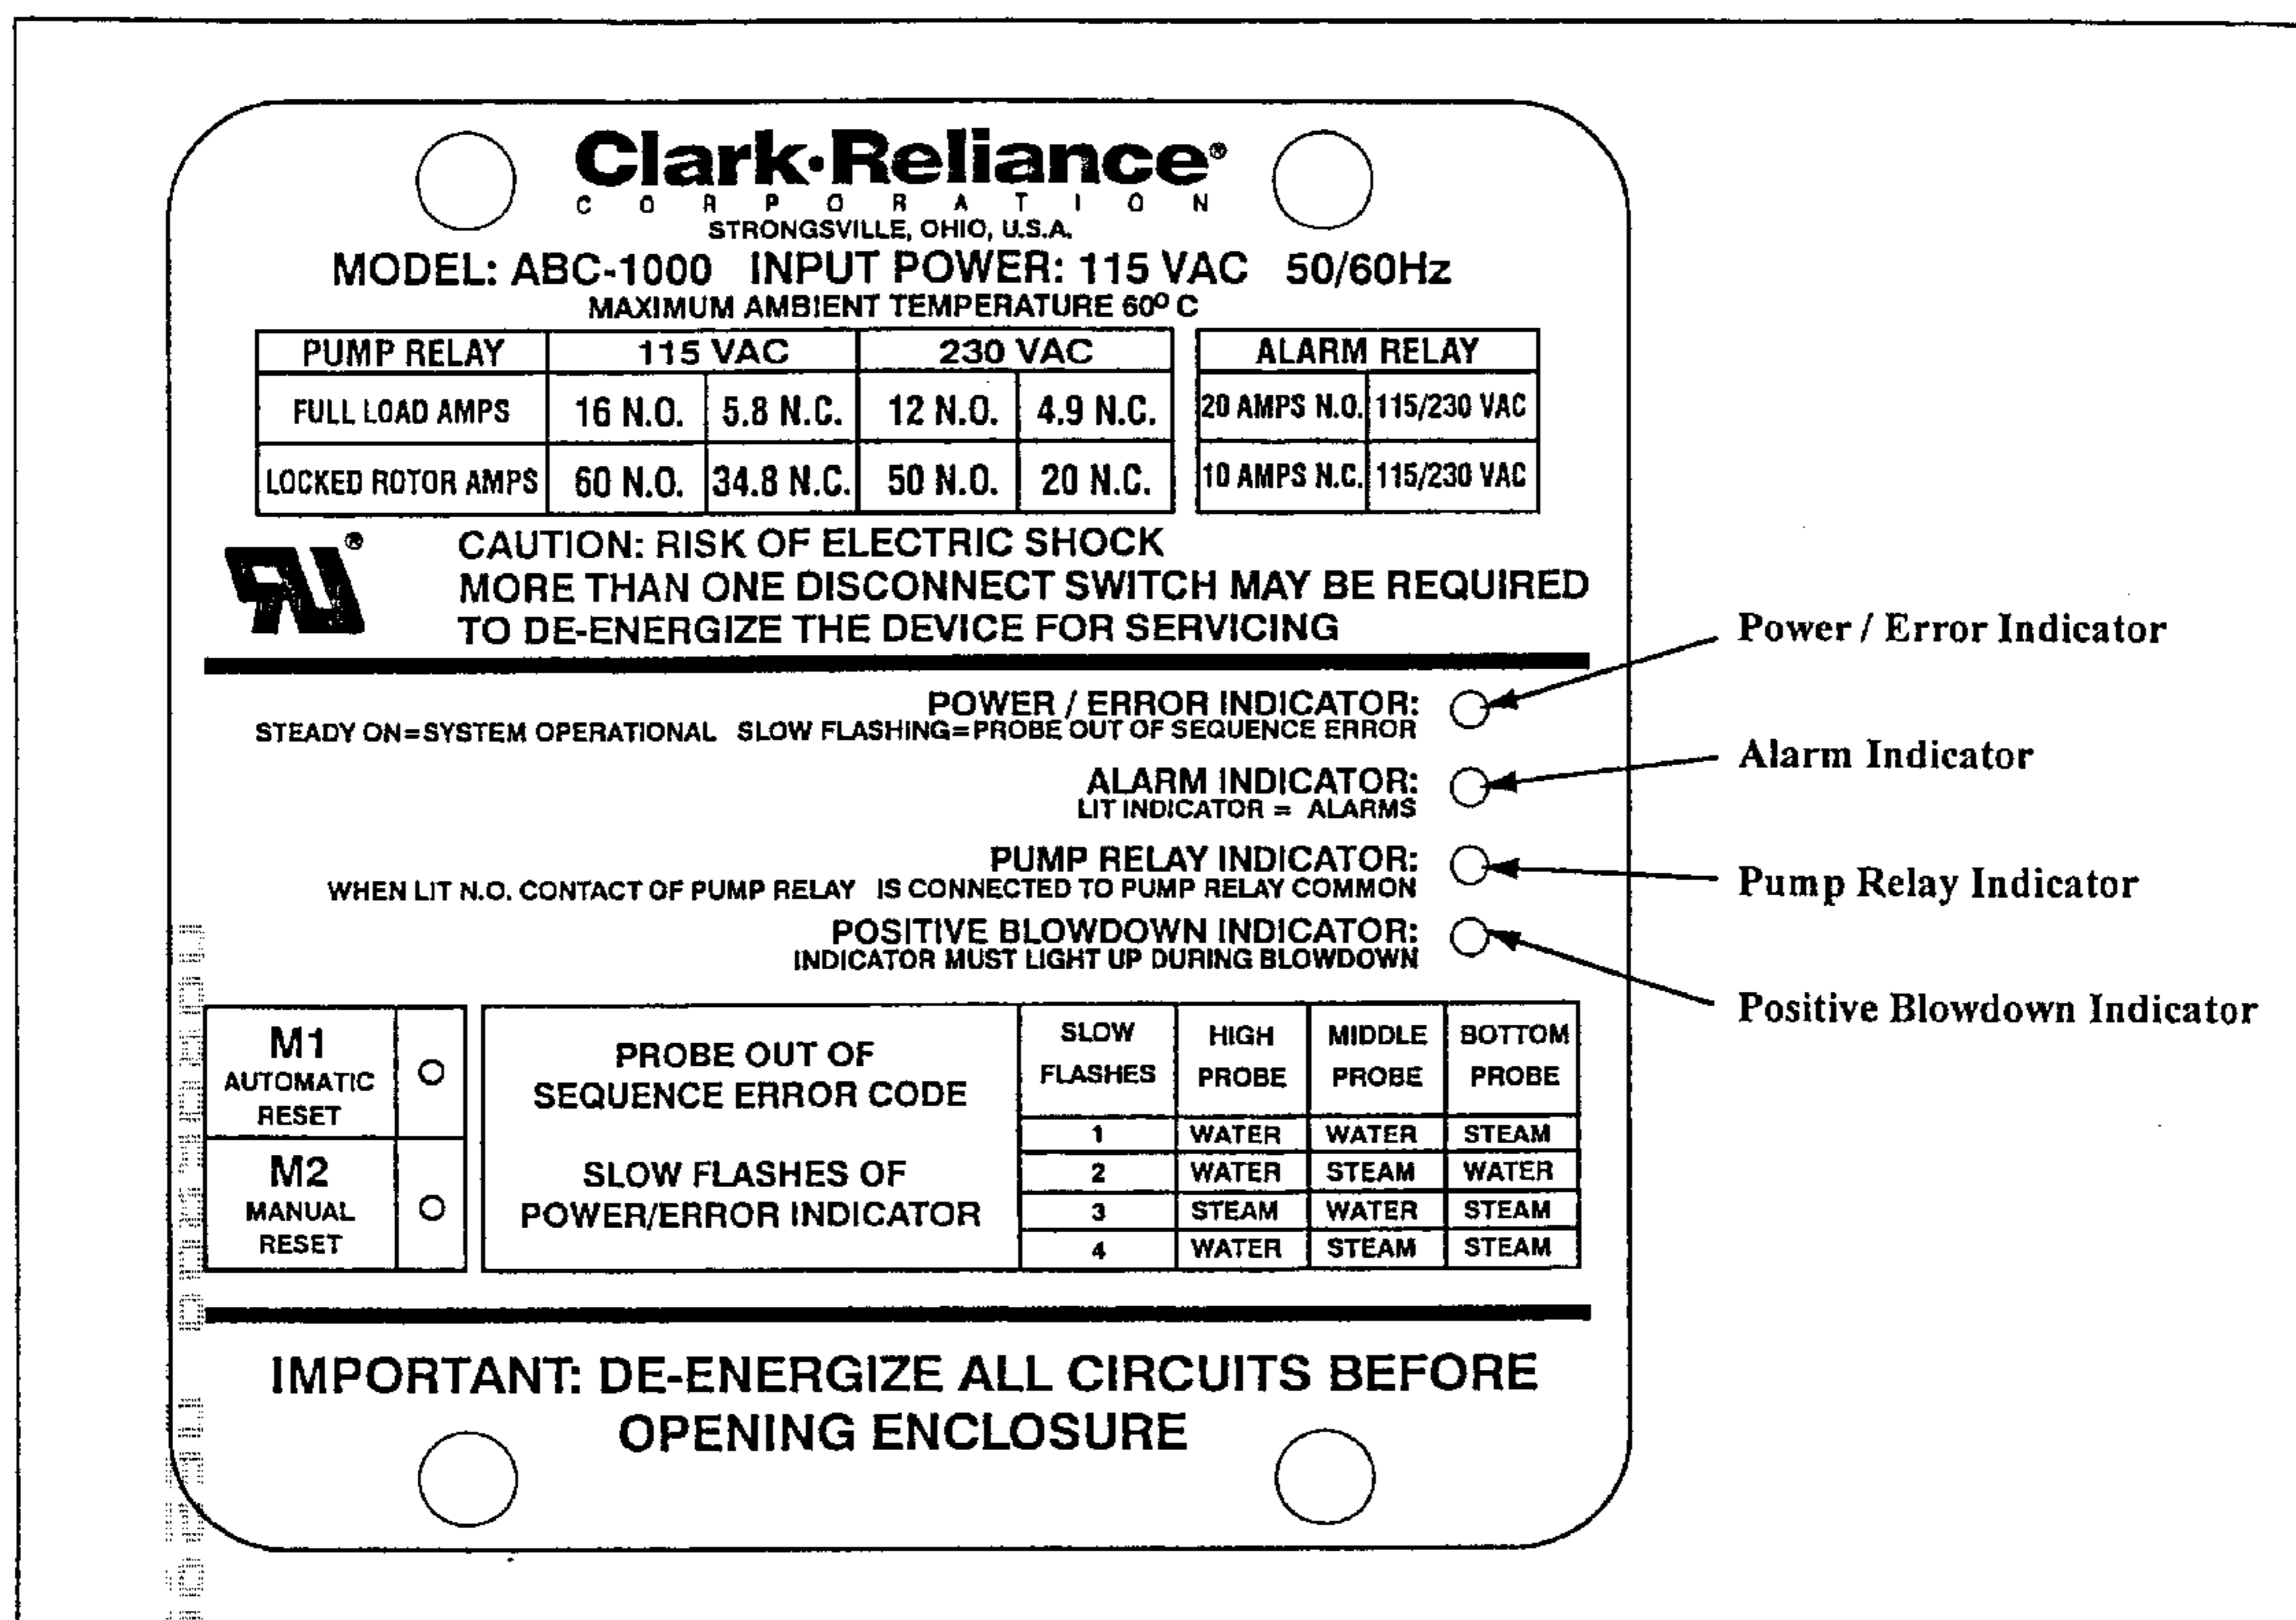 Clark·Reliance®
CORPORATION
STRONGSVILLE, OHIO, U.S.A.
MODEL: ABC-1000 INPUT POWER: 115 VAC 50/60Hz
MAXIMUM AMBIENT TEMPERATURE 60° C
PUMP RELAY 115 VAC 230 VAC
FULL LOAD AMPS 16 N.O. 5.8 N.C. 12 N.O. 4.9 N.C.
LOCKED ROTOR AMPS 60 N.O. 34.8 N.C. 50 N.O. 20 N.C.
ALARM RELAY
20 AMPS N.O. 115/230 VAC
10 AMPS N.C. 115/230 VAC
CAUTION: RISK OF ELECTRIC SHOCK
MORE THAN ONE DISCONNECT SWITCH MAY BE REQUIRED
TO DE-ENERGIZE THE DEVICE FOR SERVICING
POWER / ERROR INDICATOR:
STEADY ON=SYSTEM OPERATIONAL SLOW FLASHING=PROBE OUT OF SEQUENCE ERROR
ALARM INDICATOR:
LIT INDICATOR = ALARMS
PUMP RELAY INDICATOR:
WHEN LIT N.O. CONTACT OF PUMP RELAY IS CONNECTED TO PUMP RELAY COMMON
POSITIVE BLOWDOWN INDICATOR:
INDICATOR MUST LIGHT UP DURING BLOWDOWN
Power / Error Indicator
Alarm Indicator
Pump Relay Indicator
Positive Blowdown Indicator
M1
AUTOMATIC
RESET
M2
MANUAL
RESET
PROBE OUT OF
SEQUENCE ERROR CODE
SLOW FLASHES OF
POWER/ERROR INDICATOR
SLOW HIGH MIDDLE BOTTOM
FLASHES PROBE PROBE PROBE
1 WATER WATER STEAM
2 WATER STEAM WATER
3 STEAM WATER STEAM
4 WATER STEAM STEAM
IMPORTANT: DE-ENERGIZE ALL CIRCUITS BEFORE
OPENING ENCLOSURE